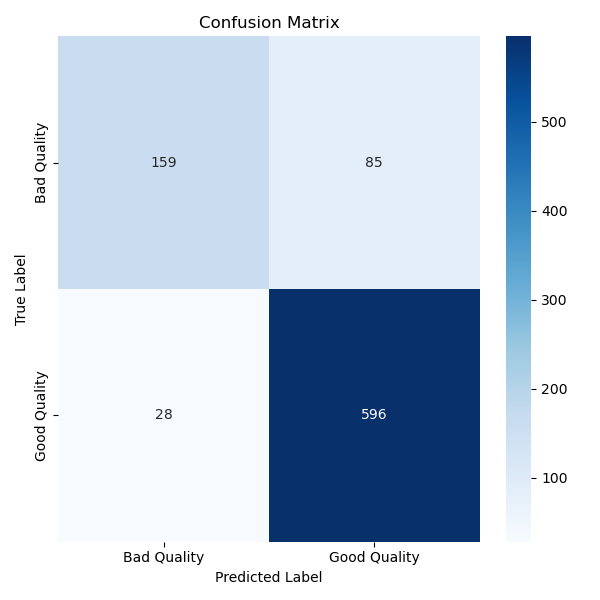 Confusion Matrix
True Label
Bad Quality
Good Quality
159
85
28
596
Bad Quality
Good Quality
Predicted Label
500
400
300
200
100